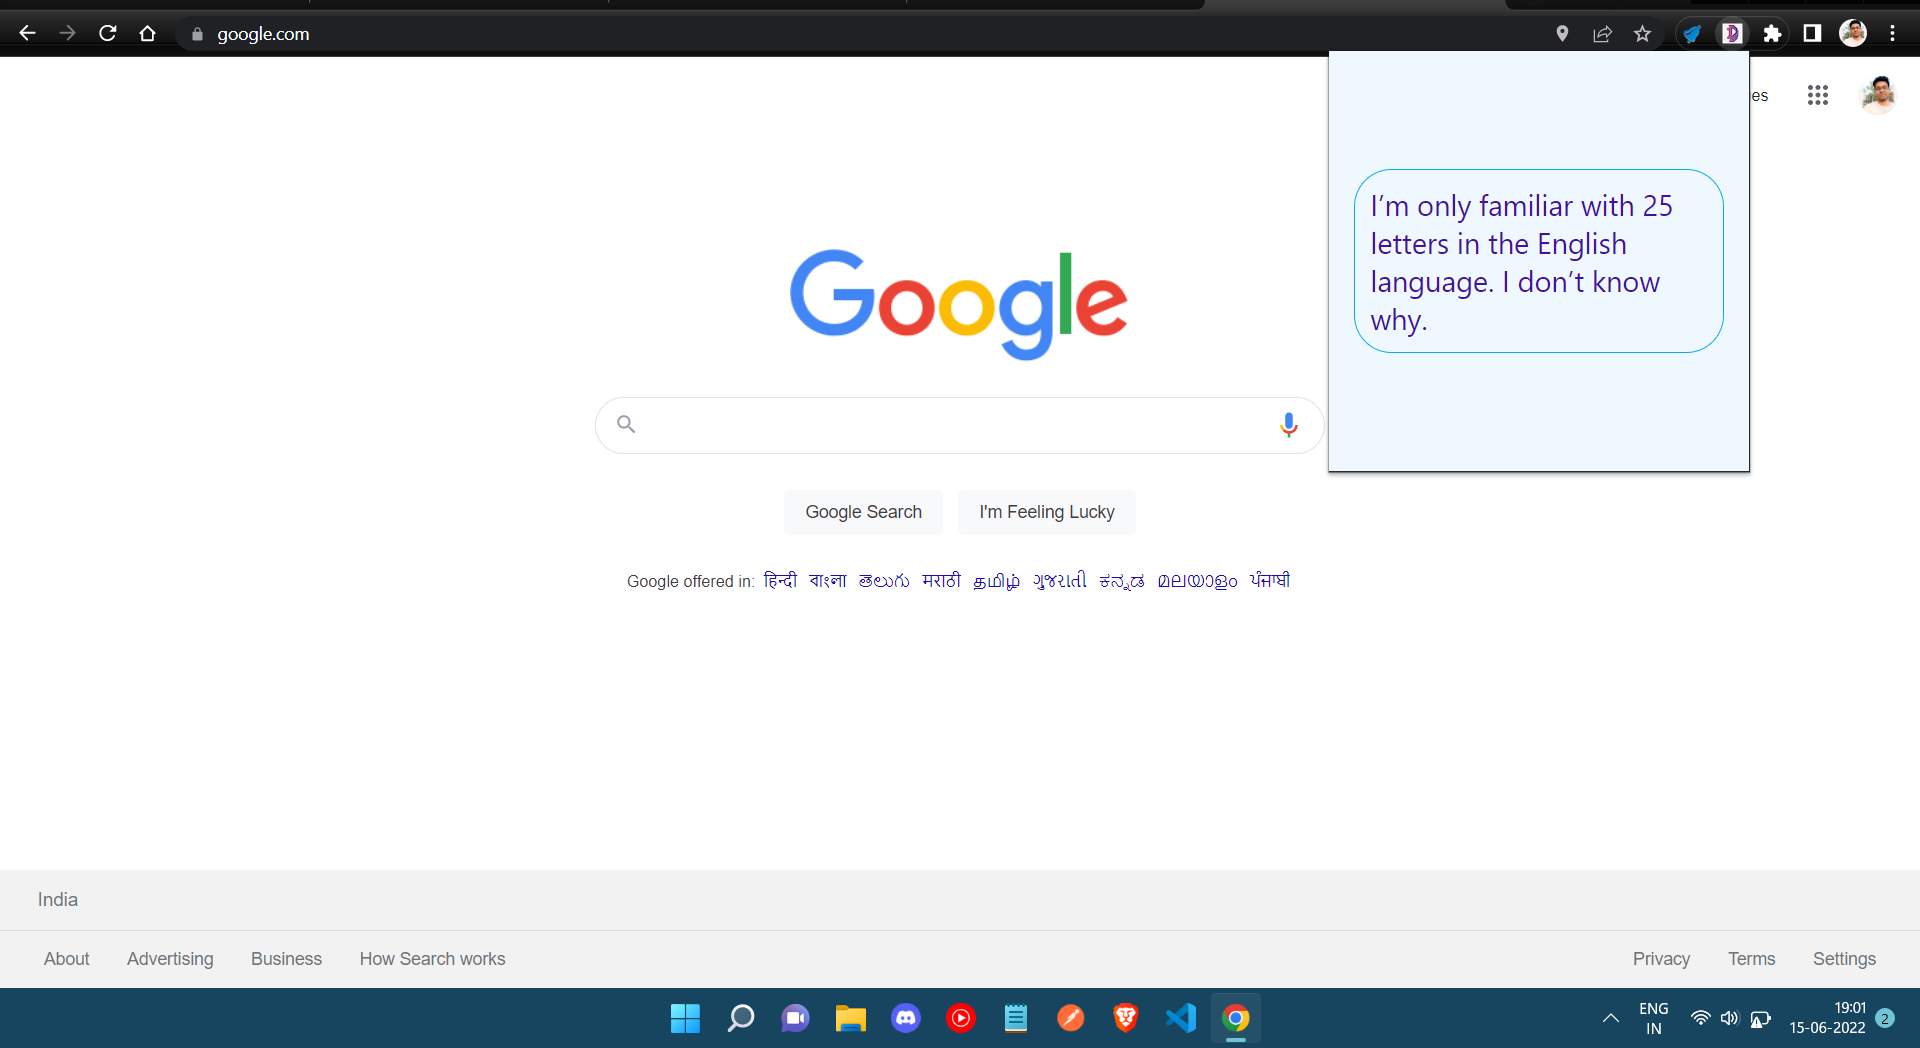 google.com
es
I’m only familiar with 25
letters in the English
language. I don’t know
why.
Google
Google Search
I'm Feeling Lucky
Google offered in: हिन्दी বাংলা తెలుగు मराठी தமிழ் ગુજરાતી ಕನ್ನಡ മലയാളം ਪੰਜਾਬੀ
India
About Advertising Business How Search works Privacy Terms Settings
ENG
IN
19:01
15-06-2022
2